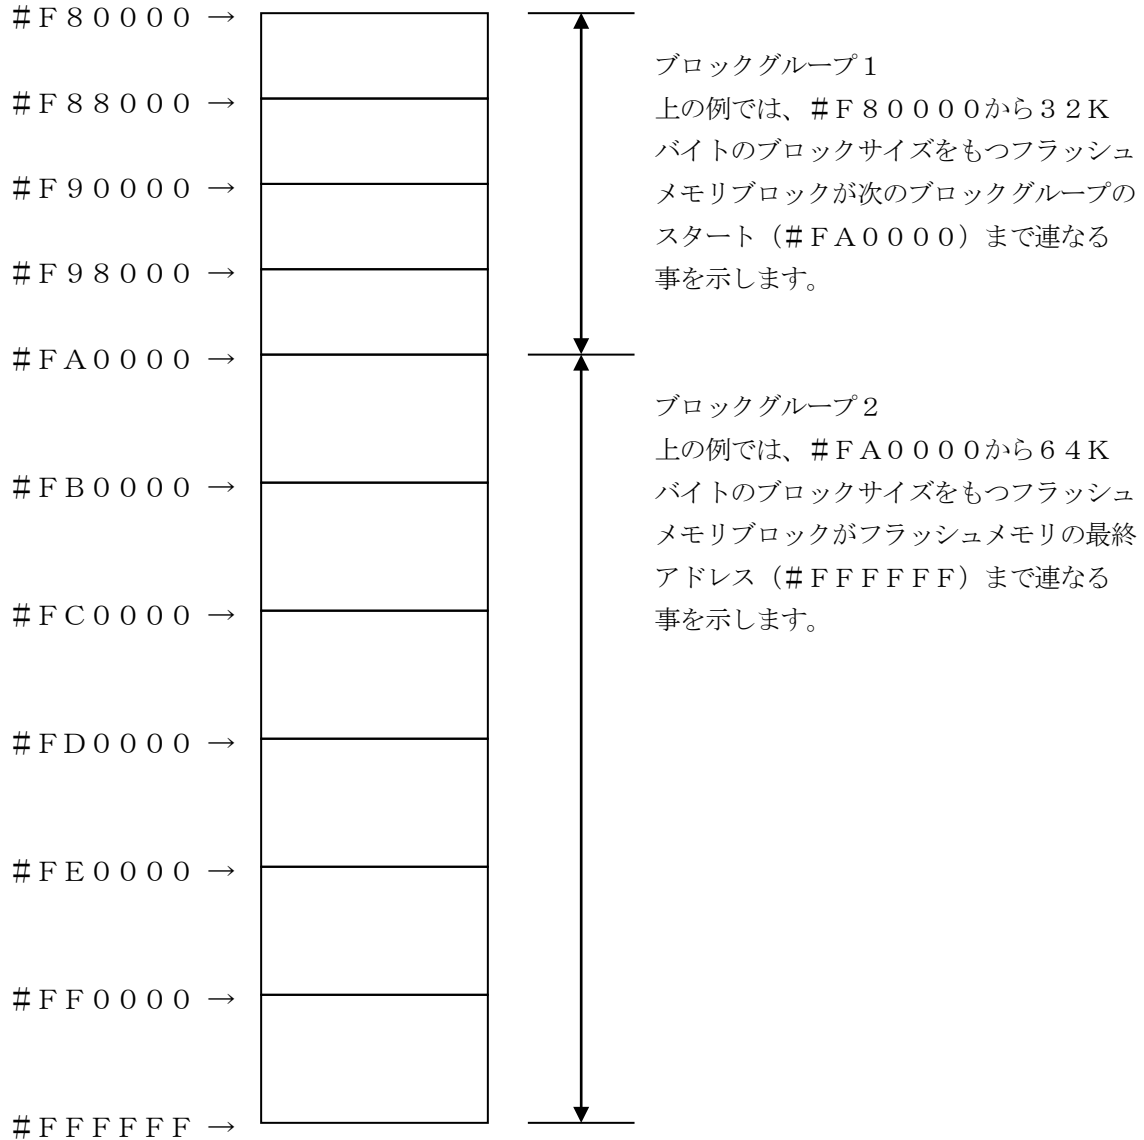 ＃Ｆ８００００ →
ブロックグループ１
＃Ｆ８８０００ →
上の例では、＃Ｆ８００００から３２Ｋ
バイトのブロックサイズをもつフラッシュ
＃Ｆ９００００ →
メモリブロックが次のブロックグループの
スタート（＃ＦＡ００００）まで連なる
＃Ｆ９８０００ →
事を示します。
＃ＦＡ００００ →
ブロックグループ２
上の例では、＃ＦＡ００００から６４Ｋ
＃ＦＢ００００ →
バイトのブロックサイズをもつフラッシュ
メモリブロックがフラッシュメモリの最終
アドレス（＃ＦＦＦＦＦＦ）まで連なる
＃ＦＣ００００ →
事を示します。
＃ＦＤ００００ →
＃ＦＥ００００ →
＃ＦＦ００００ →
＃ＦＦＦＦＦＦ →